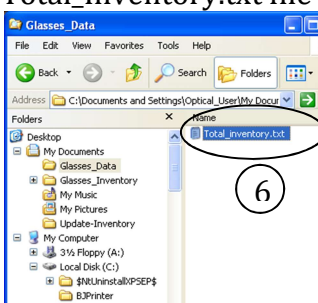 Total_inventory.txt file
Glasses_Data
File Edit View Favorites Tools Help
Back Search Folders
Address C:\Documents and Settings\Optical_User\My Docur
Folders × Name
Desktop Total_inventory.txt
My Documents
Glasses_Data
Glasses_Inventory
My Music
My Pictures
Update-Inventory
My Computer
3½ Floppy (A:)
Local Disk (C:)
$NtUninstallXPSEP$
BJPrinter
6